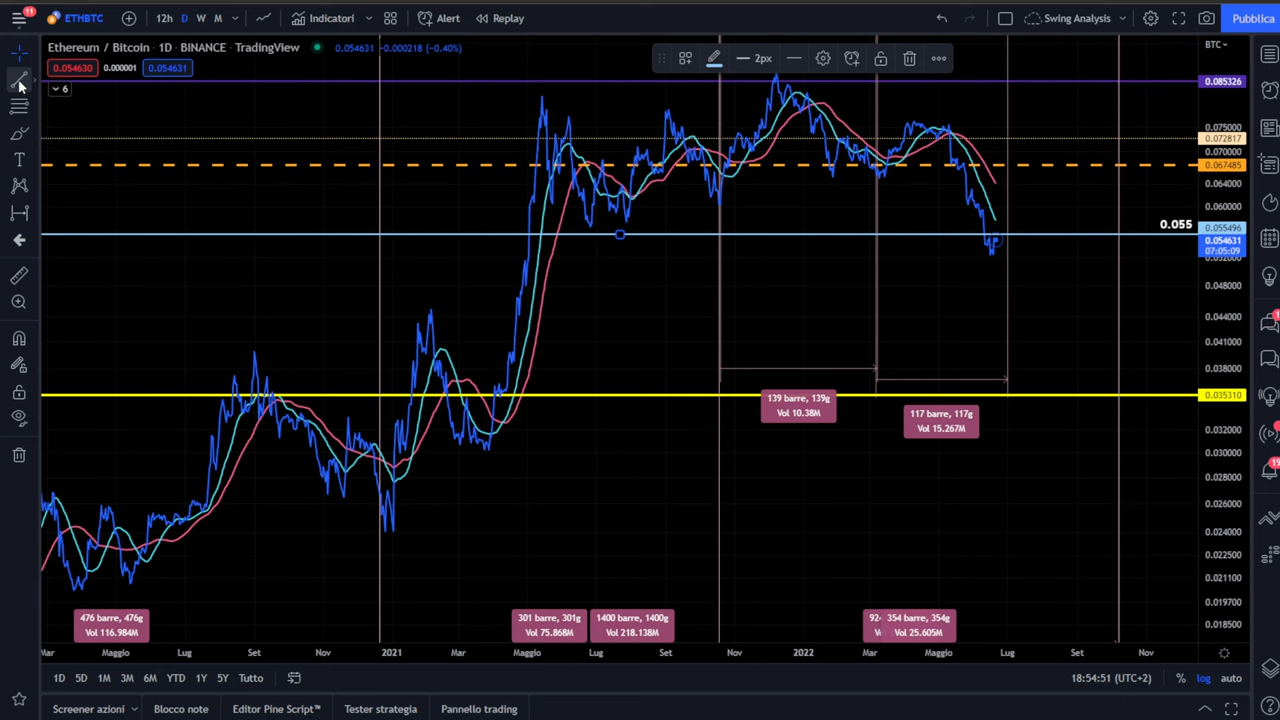 11
ETHBTC
12h D W M
Indicatori
Alert
Replay
Swing Analysis
Pubblica
Ethereum / Bitcoin · 1D · BINANCE · TradingView
0.054631 −0.000218 (−0.40%)
0.054630 0.000001 0.054631
6
2px
BTC
0.085326
0.075000
0.072817
0.070000
0.067485
0.064000
0.060000
0.055
0.055496
0.054631
07:05:09
0.052000
0.048000
0.044000
0.041000
0.038000
0.035310
0.032000
0.030000
0.028000
0.026000
0.024000
0.022500
0.021100
0.019700
0.018500
139 barre, 139g
Vol 10.38M
117 barre, 117g
Vol 15.267M
476 barre, 476g
Vol 116.984M
301 barre, 301g
Vol 75.868M
1400 barre, 1400g
Vol 218.138M
354 barre, 354g
Vol 25.605M
Mar Maggio Lug Set Nov 2021 Mar Maggio Lug Set Nov 2022 Mar Maggio Lug Set Nov
1D 5D 1M 3M 6M YTD 1Y 5Y Tutto
18:54:51 (UTC+2) % log auto
Screener azioni Blocco note Editor Pine Script™ Tester strategia Pannello trading